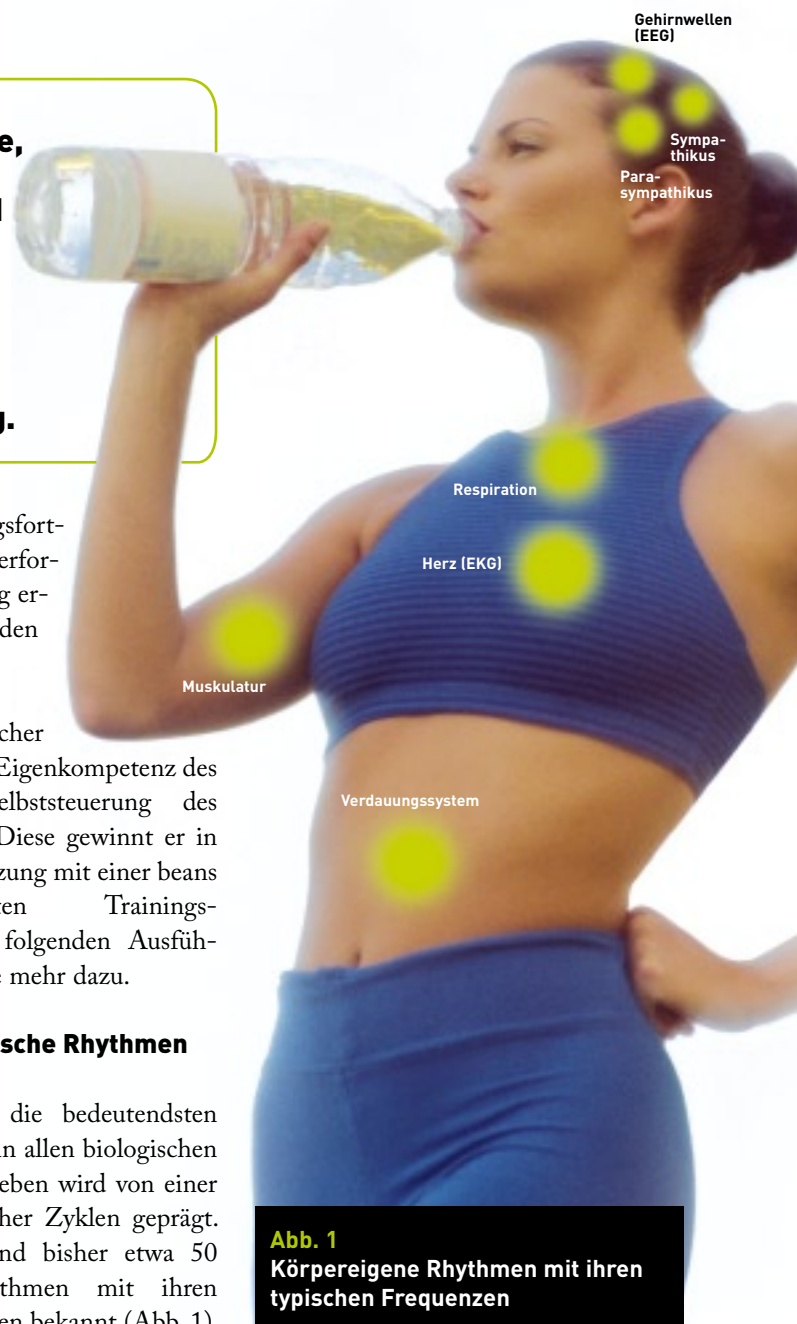 Gehirnwellen
(EEG)
Sympa-
thikus
Para-
sympathikus
e,
g.
gsfort-
erfor-
g er-
den
cher
Eigenkompetenz des
elbststeuerung des
Diese gewinnt er in
zung mit einer beans
ten Trainings-
folgenden Ausfüh-
e mehr dazu.
sche Rhythmen
die bedeutendsten
n allen biologischen
eben wird von einer
her Zyklen geprägt.
nd bisher etwa 50
thmen mit ihren
en bekannt (Abb. 1)
Respiration
Herz (EKG)
Muskulatur
Verdauungssystem
Abb. 1
Körpereigene Rhythmen mit ihren
typischen Frequenzen